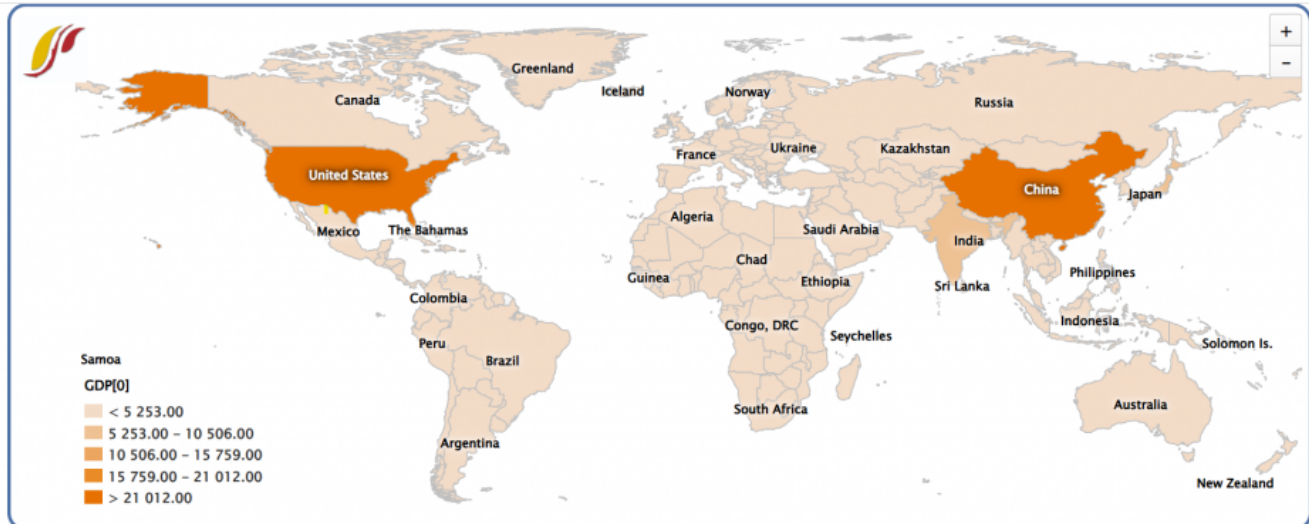 +
Greenland
Iceland
−
Canada
Norway
Russia
Ukraine
Kazakhstan
France
United States
China
Japan
Algeria
Mexico
The Bahamas
Saudi Arabia
India
Chad
Guinea
Ethiopia
Philippines
Sri Lanka
Colombia
Congo, DRC
Indonesia
Seychelles
Peru
Solomon Is.
Samoa
Brazil
GDP[0]
< 5 253.00
5 253.00 – 10 506.00
10 506.00 – 15 759.00
15 759.00 – 21 012.00
> 21 012.00
South Africa
Australia
Argentina
New Zealand